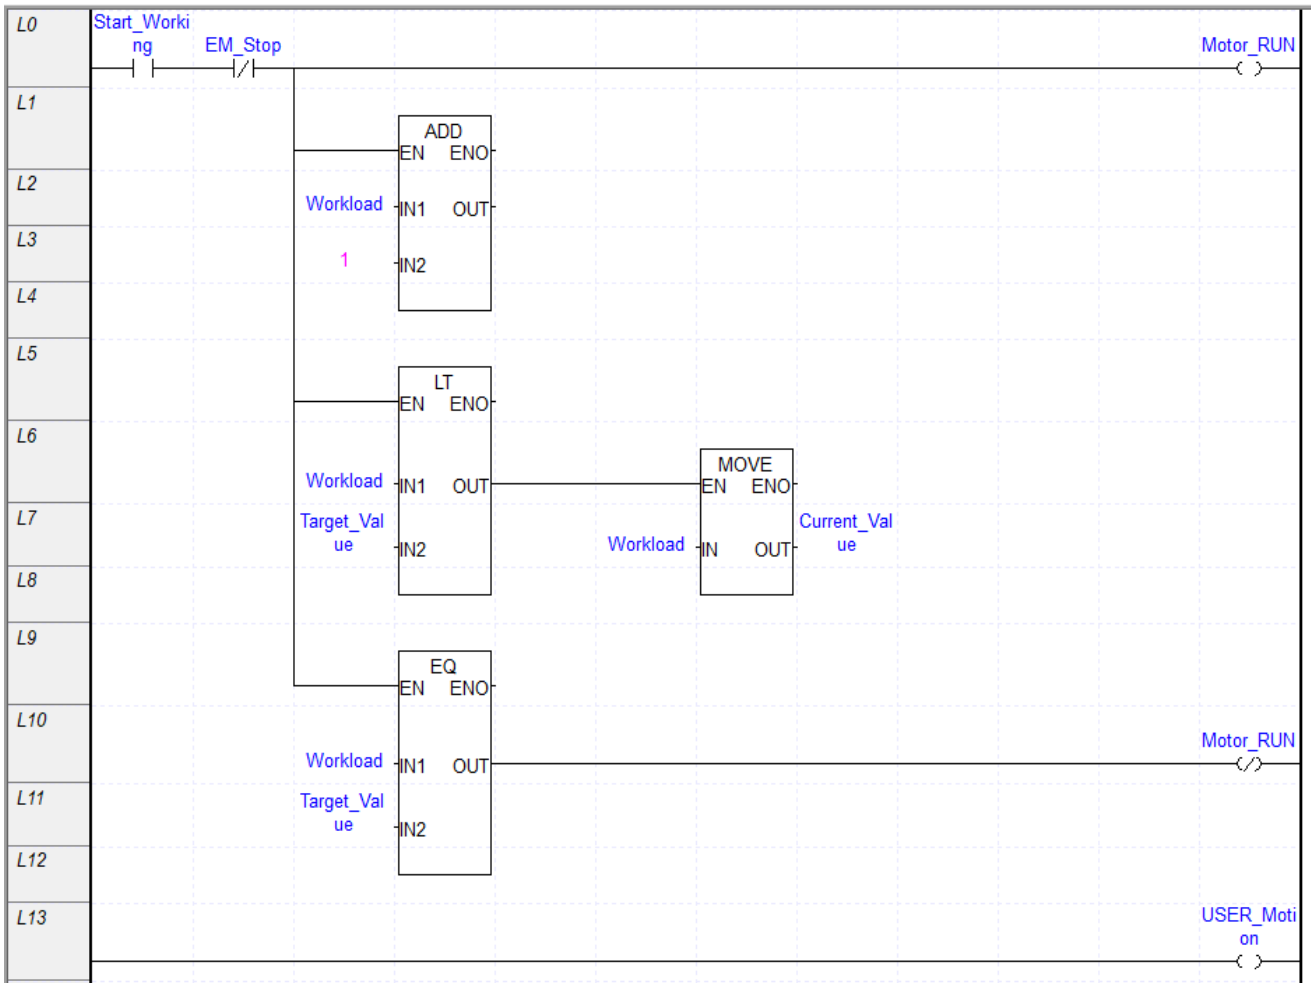 L0
Start_Worki
ng
EM_Stop
Motor_RUN
L1
ADD
EN ENO
L2
Workload IN1 OUT
L3
1 IN2
L4
L5
LT
EN ENO
L6
MOVE
EN ENO
Workload IN1 OUT
L7
Target_Val
ue
IN2
Workload IN OUT
Current_Val
ue
L8
L9
EQ
EN ENO
L10
Motor_RUN
Workload IN1 OUT
L11
Target_Val
ue
IN2
L12
L13
USER_Moti
on